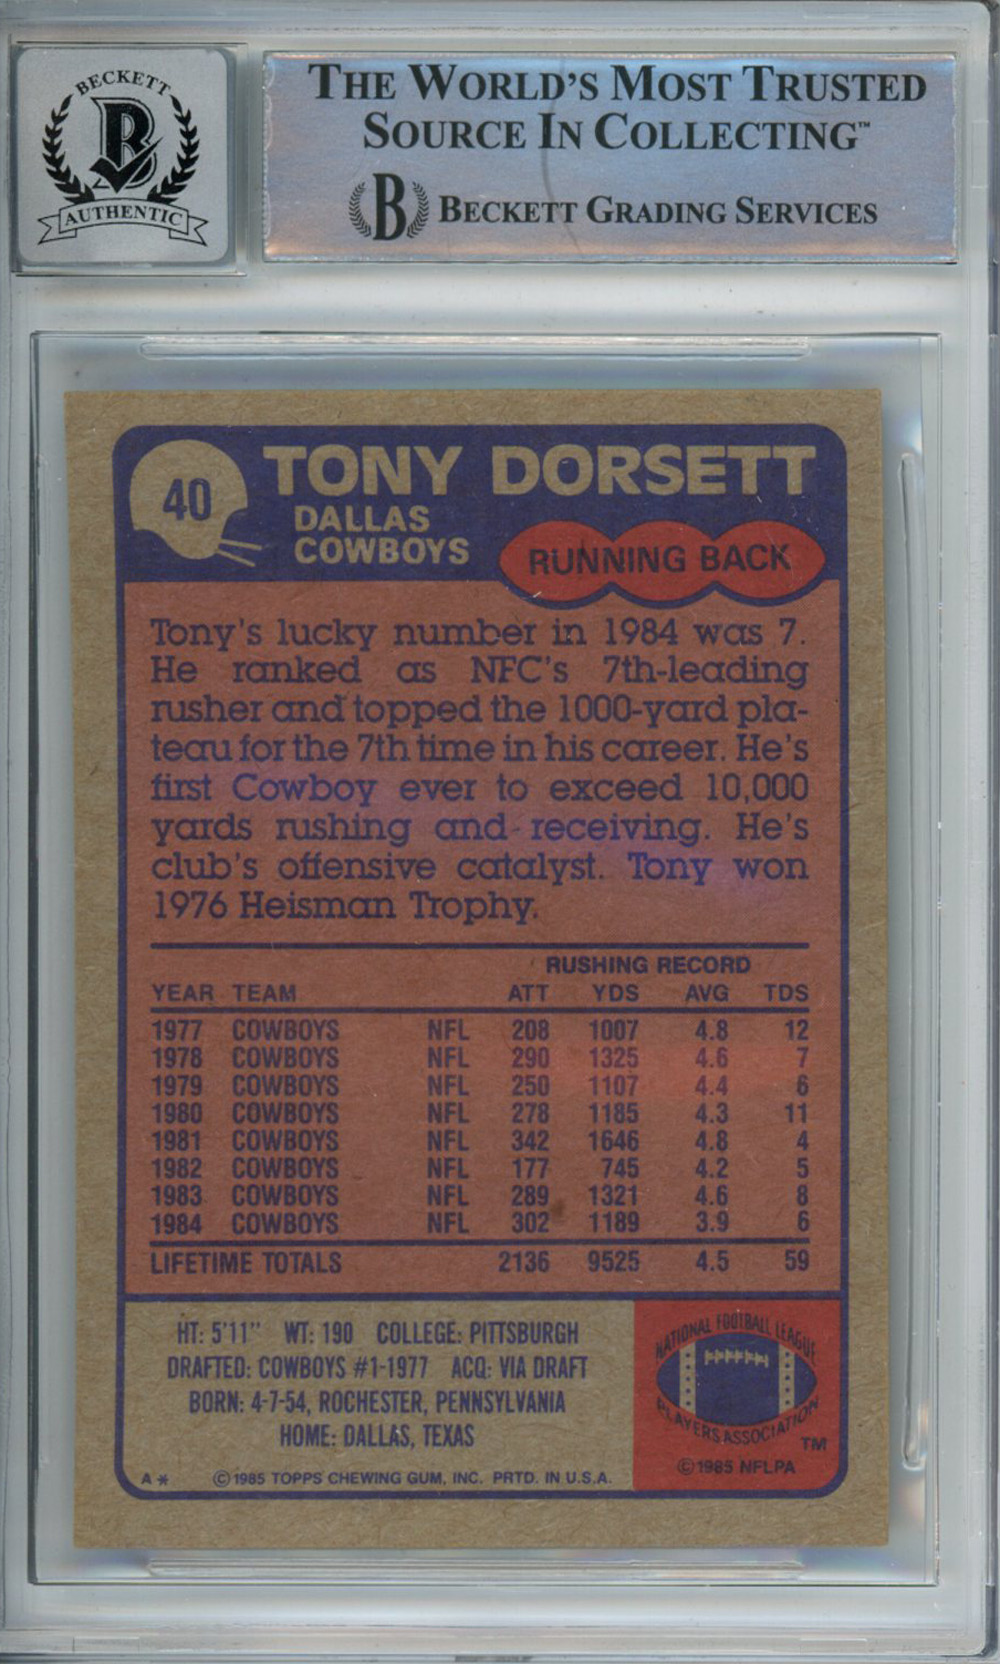 BECKETT
B
AUTHENTIC
THE WORLD'S MOST TRUSTED
SOURCE IN COLLECTING™
B BECKETT GRADING SERVICES
40
TONY DORSETT
DALLAS
COWBOYS
RUNNING BACK
Tony's lucky number in 1984 was 7.
He ranked as NFC's 7th-leading
rusher and topped the 1000-yard pla-
teau for the 7th time in his career. He's
first Cowboy ever to exceed 10,000
yards rushing and receiving. He's
club's offensive catalyst. Tony won
1976 Heisman Trophy.
RUSHING RECORD
YEAR TEAM ATT YDS AVG TDS
1977 COWBOYS NFL 208 1007 4.8 12
1978 COWBOYS NFL 290 1325 4.6 7
1979 COWBOYS NFL 250 1107 4.4 6
1980 COWBOYS NFL 278 1185 4.3 11
1981 COWBOYS NFL 342 1646 4.8 4
1982 COWBOYS NFL 177 745 4.2 5
1983 COWBOYS NFL 289 1321 4.6 8
1984 COWBOYS NFL 302 1189 3.9 6
LIFETIME TOTALS 2136 9525 4.5 59
HT: 5'11" WT: 190 COLLEGE: PITTSBURGH
DRAFTED: COWBOYS #1-1977 ACQ: VIA DRAFT
BORN: 4-7-54, ROCHESTER, PENNSYLVANIA
HOME: DALLAS, TEXAS
A * © 1985 TOPPS CHEWING GUM, INC. PRTD. IN U.S.A.
NATIONAL FOOTBALL LEAGUE
PLAYERS ASSOCIATION
TM
© 1985 NFLPA